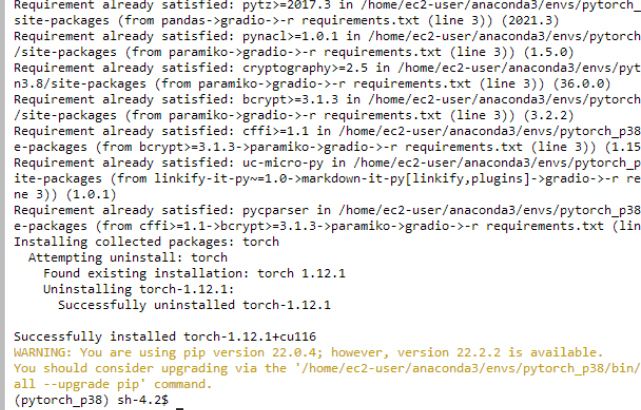 Requirement already satisfied: pytz>=2017.3 in /home/ec2-user/anaconda3/envs/pytorch_
site-packages (from pandas->gradio->-r requirements.txt (line 3)) (2021.3)
Requirement already satisfied: pynacl>=1.0.1 in /home/ec2-user/anaconda3/envs/pytorch
/site-packages (from paramiko->gradio->-r requirements.txt (line 3)) (1.5.0)
Requirement already satisfied: cryptography>=2.5 in /home/ec2-user/anaconda3/envs/pyt
n3.8/site-packages (from paramiko->gradio->-r requirements.txt (line 3)) (36.0.0)
Requirement already satisfied: bcrypt>=3.1.3 in /home/ec2-user/anaconda3/envs/pytorch
/site-packages (from paramiko->gradio->-r requirements.txt (line 3)) (3.2.2)
Requirement already satisfied: cffi>=1.1 in /home/ec2-user/anaconda3/envs/pytorch_p38
e-packages (from bcrypt>=3.1.3->paramiko->gradio->-r requirements.txt (line 3)) (1.15
Requirement already satisfied: uc-micro-py in /home/ec2-user/anaconda3/envs/pytorch_p
ite-packages (from linkify-it-py~=1.0->markdown-it-py[linkify,plugins]->gradio->-r re
ne 3)) (1.0.1)
Requirement already satisfied: pycparser in /home/ec2-user/anaconda3/envs/pytorch_p38
e-packages (from cffi>=1.1->bcrypt>=3.1.3->paramiko->gradio->-r requirements.txt (lin
Installing collected packages: torch
Attempting uninstall: torch
Found existing installation: torch 1.12.1
Uninstalling torch-1.12.1:
Successfully uninstalled torch-1.12.1
Successfully installed torch-1.12.1+cu116
WARNING: You are using pip version 22.0.4; however, version 22.2.2 is available.
You should consider upgrading via the '/home/ec2-user/anaconda3/envs/pytorch_p38/bin/
all --upgrade pip' command.
(pytorch_p38) sh-4.2$